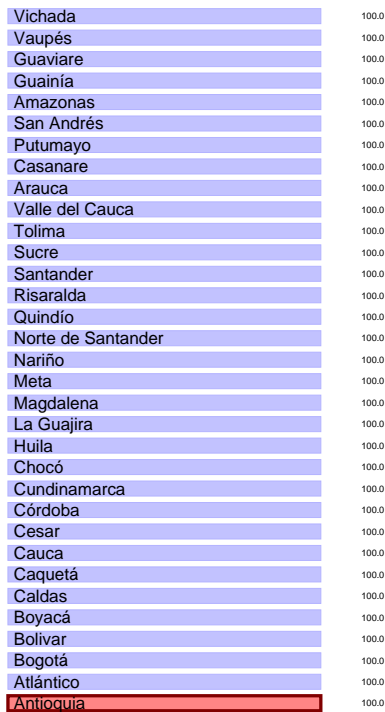 Vichada 100.0
Vaupés 100.0
Guaviare 100.0
Guainía 100.0
Amazonas 100.0
San Andrés 100.0
Putumayo 100.0
Casanare 100.0
Arauca 100.0
Valle del Cauca 100.0
Tolima 100.0
Sucre 100.0
Santander 100.0
Risaralda 100.0
Quindío 100.0
Norte de Santander 100.0
Nariño 100.0
Meta 100.0
Magdalena 100.0
La Guajira 100.0
Huila 100.0
Chocó 100.0
Cundinamarca 100.0
Córdoba 100.0
Cesar 100.0
Cauca 100.0
Caquetá 100.0
Caldas 100.0
Boyacá 100.0
Bolivar 100.0
Bogotá 100.0
Atlántico 100.0
Antioquia 100.0